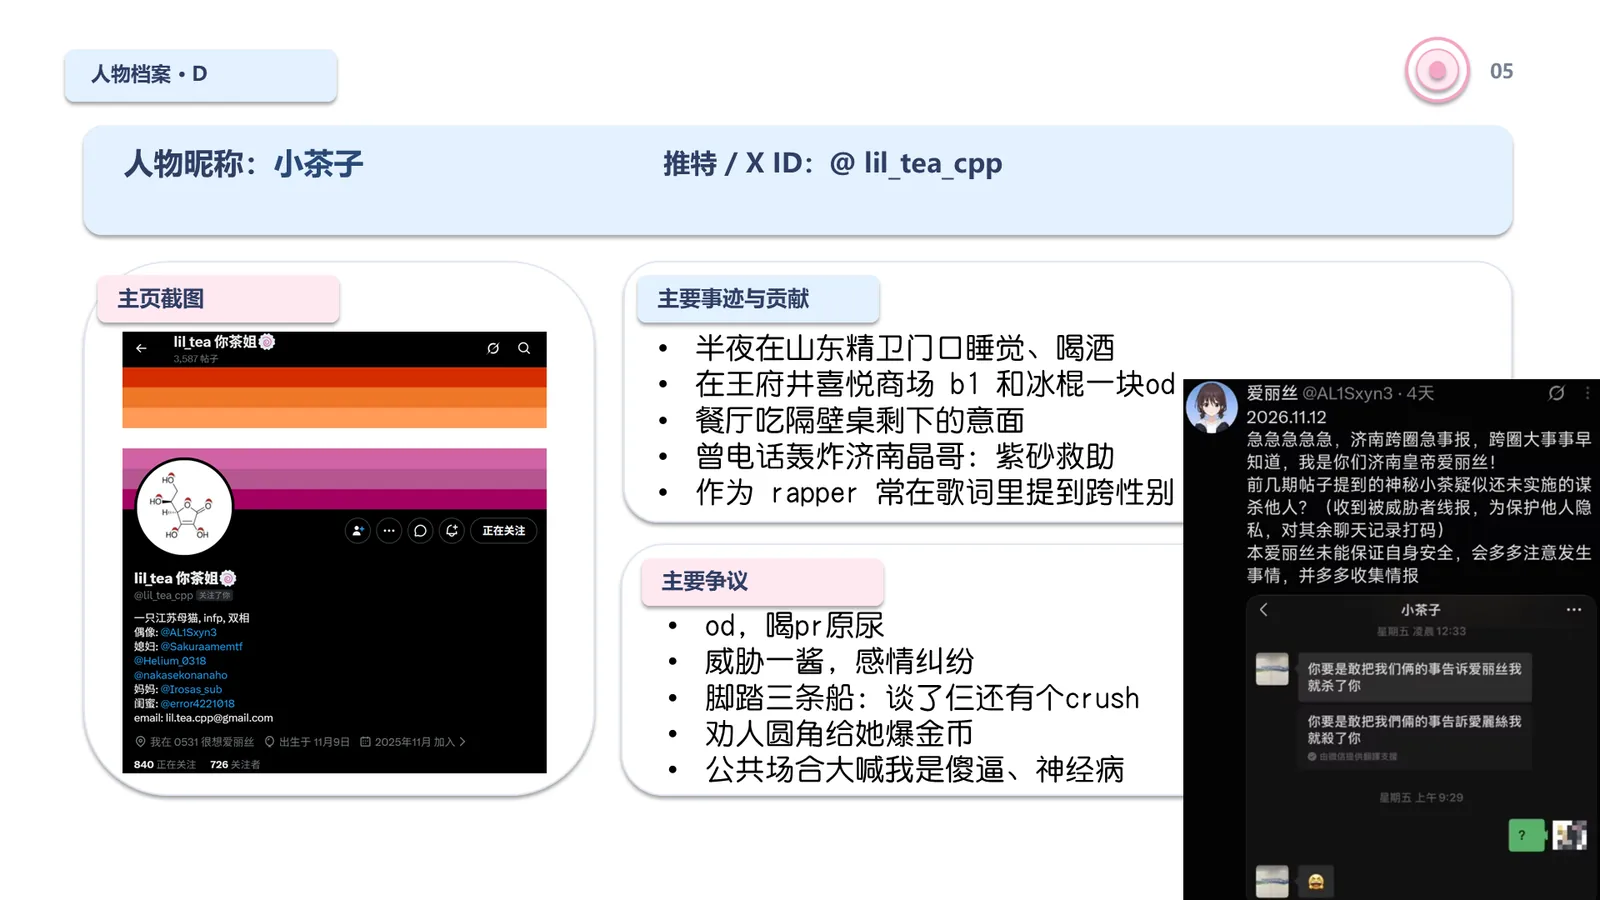 人物档案·D
05
人物昵称：小茶子
推特 / X ID：@ lil_tea_cpp
主页截图
lil_tea 你茶姐🍥
3,587 帖子
正在关注
lil_tea 你茶姐🍥
@lil_tea_cpp 关注了你
一只江苏母猫, infp, 双相
偶像: @AL1Sxyn3
媳妇: @Sakuraamemtf
@Helium_0318
@nakasekonanaho
妈妈: @Irosas_sub
闺蜜: @error4221018
email: lil.tea.cpp@gmail.com
我在 0531 很想爱丽丝 出生于 11月9日 2025年11月 加入
840 正在关注 726 关注者
HO
HO
H
O
O
HO
OH
主要事迹与贡献
• 半夜在山东精卫门口睡觉、喝酒
• 在王府井喜悦商场 b1 和冰棍一块od
• 餐厅吃隔壁桌剩下的意面
• 曾电话轰炸济南晶哥：紫砂救助
• 作为 rapper 常在歌词里提到跨性别
主要争议
• od，喝pr原尿
• 威胁一酱，感情纠纷
• 脚踏三条船：谈了仨还有个crush
• 劝人圆角给她爆金币
• 公共场合大喊我是傻逼、神经病
爱丽丝 @AL1Sxyn3 · 4天
2026.11.12
急急急急急，济南跨圈急事报，跨圈大事事早
知道，我是你们济南皇帝爱丽丝！
前几期帖子提到的神秘小茶疑似还未实施的谋
杀他人？（收到被威胁者线报，为保护他人隐
私，对其余聊天记录打码）
本爱丽丝未能保证自身安全，会多多注意发生
事情，并多多收集情报
小茶子
星期五 凌晨 12:33
你要是敢把我们俩的事告诉爱丽丝我
就杀了你
你要是敢把我們倆的事告訴愛麗絲我
就殺了你
由微信提供翻譯支援
星期五 上午 9:29
?